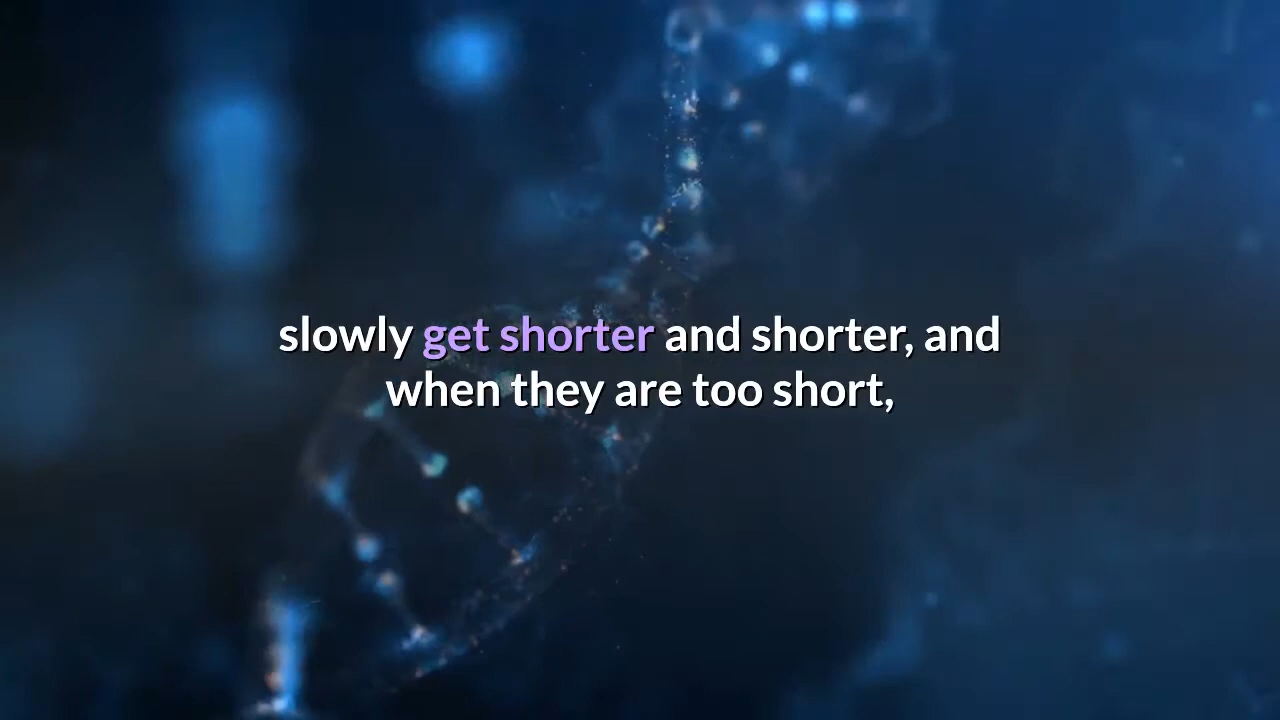 slowly get shorter and shorter, and
when they are too short,